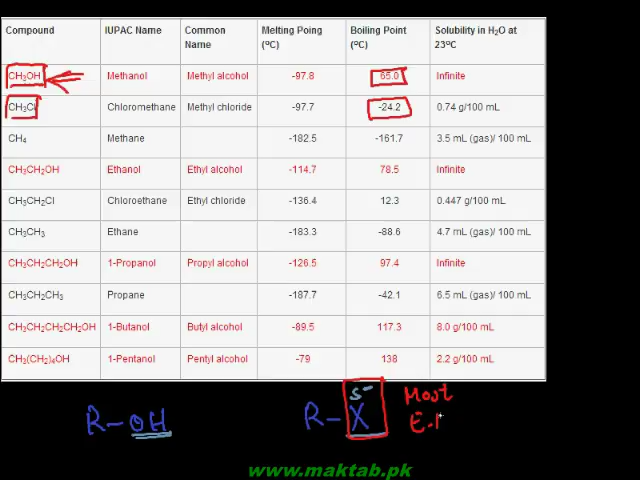 Compound IUPAC Name Common Name Melting Poing (ºC) Boiling Point (ºC) Solubility in H₂O at 23ºC
CH₃OH Methanol Methyl alcohol -97.8 65.0 Infinite
CH₃Cl Chloromethane Methyl chloride -97.7 -24.2 0.74 g/100 mL
CH₄ Methane -182.5 -161.7 3.5 mL (gas)/ 100 mL
CH₃CH₂OH Ethanol Ethyl alcohol -114.7 78.5 Infinite
CH₃CH₂Cl Chloroethane Ethyl chloride -136.4 12.3 0.447 g/100 mL
CH₃CH₃ Ethane -183.3 -88.6 4.7 mL (gas)/ 100 mL
CH₃CH₂CH₂OH 1-Propanol Propyl alcohol -126.5 97.4 Infinite
CH₃CH₂CH₃ Propane -187.7 -42.1 6.5 mL (gas)/ 100 mL
CH₃CH₂CH₂CH₂OH 1-Butanol Butyl alcohol -89.5 117.3 8.0 g/100 mL
CH₃(CH₂)₄OH 1-Pentanol Pentyl alcohol -79 138 2.2 g/100 mL
δ⁻ Most
R-OH R-X E.
www.maktab.pk